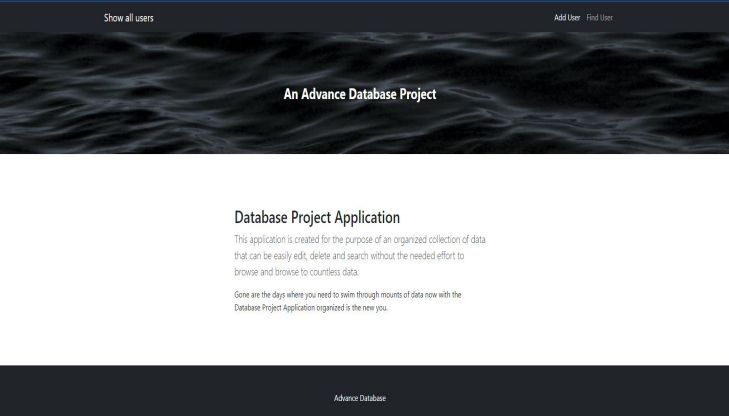 Show all users
Add User Find User
An Advance Database Project
Database Project Application
This application is created for the purpose of an organized collection of data
that can be easily edit, delete and search without the needed effort to
browse and browse to countless data.
Gone are the days where you need to swim through mounts of data now with the
Database Project Application organized is the new you.
Advance Database